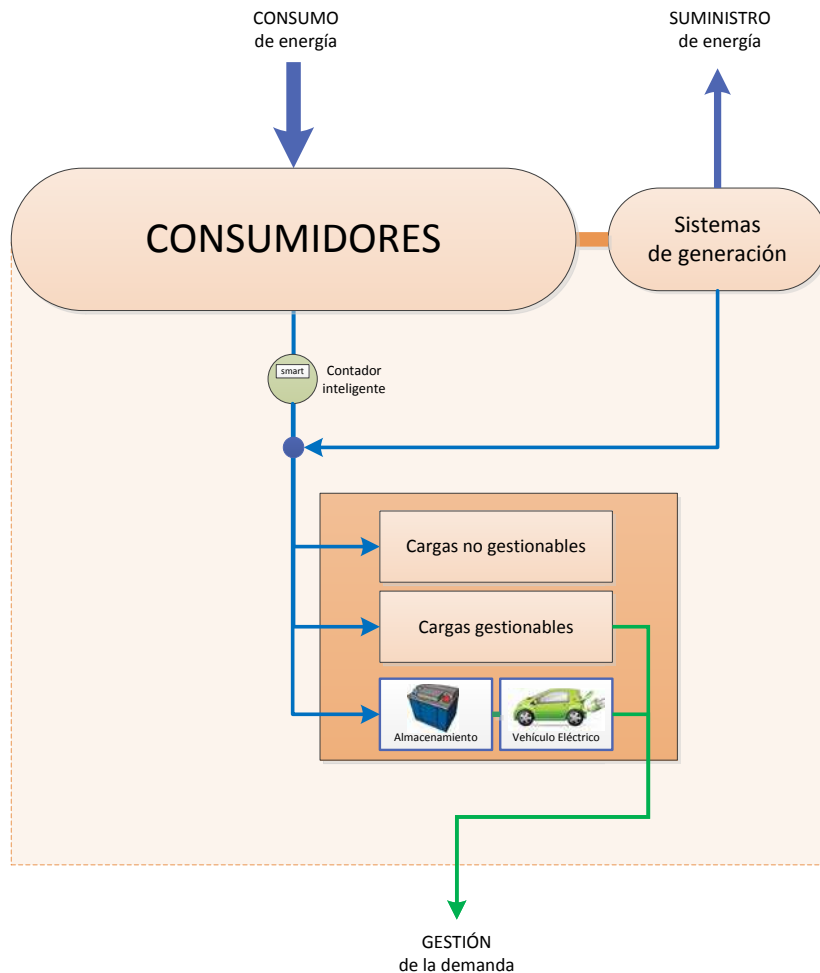 CONSUMO
de energía
SUMINISTRO
de energía
CONSUMIDORES
Sistemas
de generación
smart
Contador
inteligente
Cargas no gestionables
Cargas gestionables
Almacenamiento
Vehículo Eléctrico
GESTIÓN
de la demanda